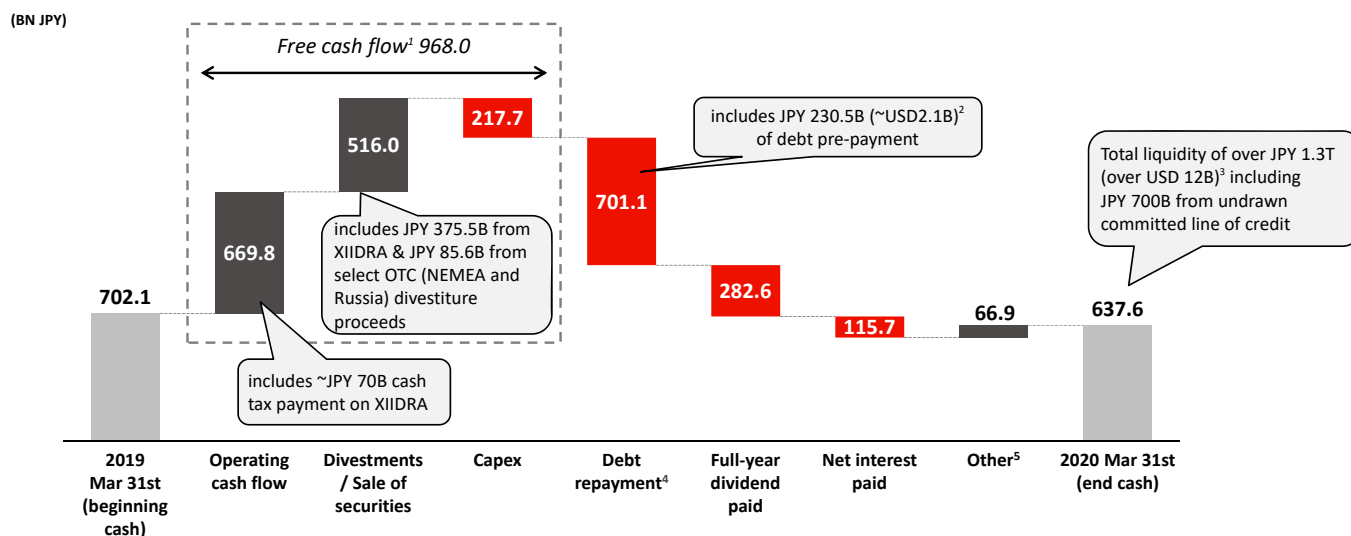 (BN JPY)
Free cash flow¹ 968.0
702.1
669.8
516.0
217.7
701.1
282.6
115.7
66.9
637.6
includes ~JPY 70B cash
tax payment on XIIDRA
includes JPY 375.5B from
XIIDRA & JPY 85.6B from
select OTC (NEMEA and
Russia) divestiture
proceeds
includes JPY 230.5B (~USD2.1B)²
of debt pre-payment
Total liquidity of over JPY 1.3T
(over USD 12B)³ including
JPY 700B from undrawn
committed line of credit
2019
Mar 31st
(beginning
cash)
Operating
cash flow
Divestments
/ Sale of
securities
Capex
Debt
repayment⁴
Full-year
dividend
paid
Net interest
paid
Other⁵
2020 Mar 31st
(end cash)